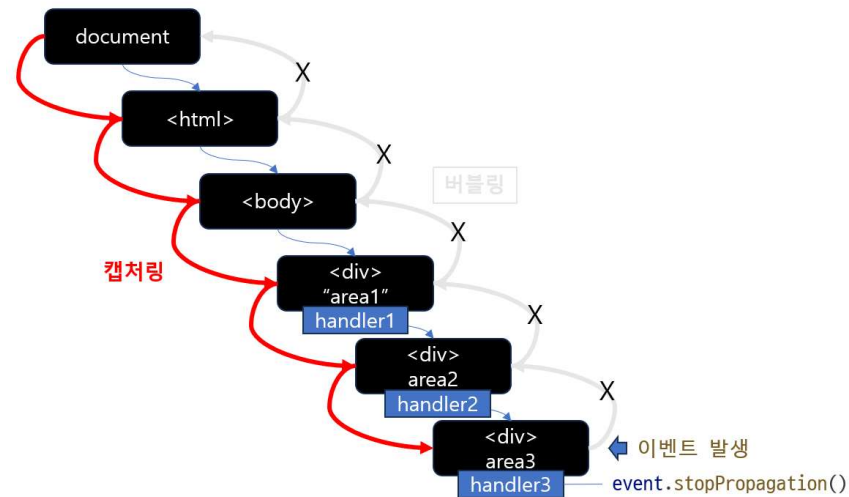 document
X
<html>
X
<body>
버블링
X
캡처링
<div>
“area1”
handler1
X
<div>
area2
handler2
X
<div>
area3
이벤트 발생
handler3
event.stopPropagation()